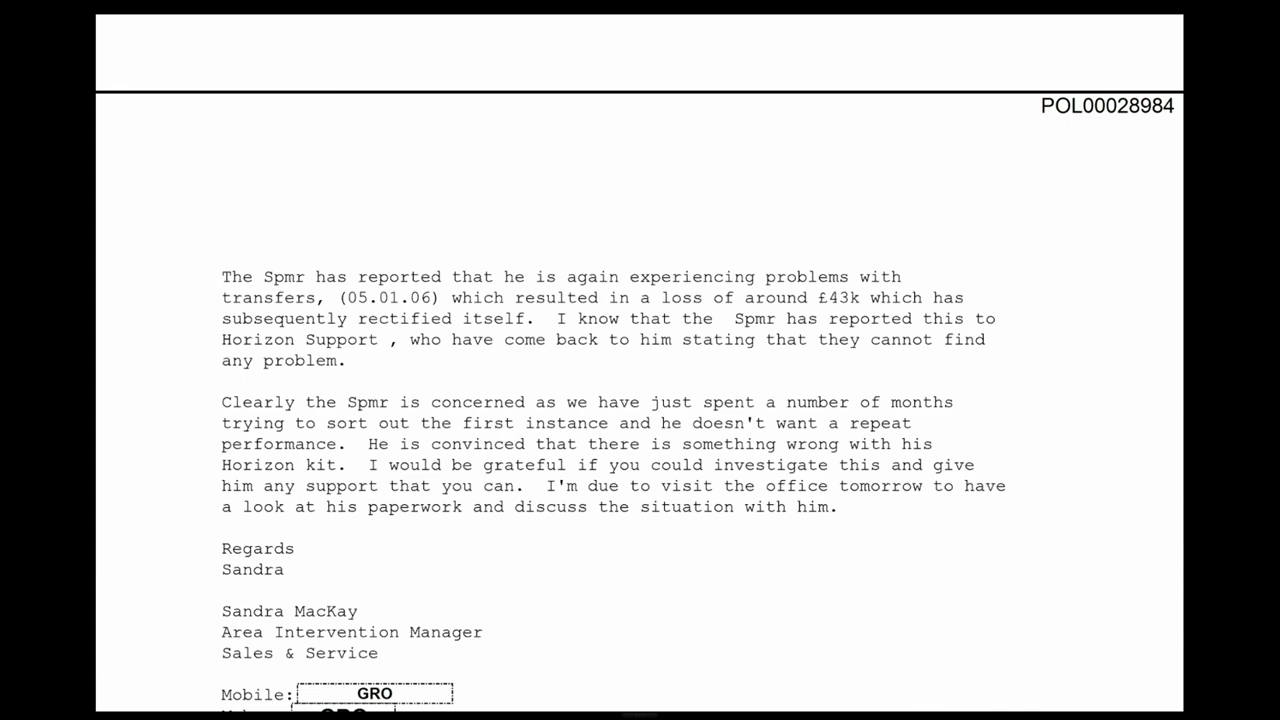 POL00028984
The Spmr has reported that he is again experiencing problems with
transfers, (05.01.06) which resulted in a loss of around £43k which has
subsequently rectified itself.  I know that the  Spmr has reported this to
Horizon Support , who have come back to him stating that they cannot find
any problem.
Clearly the Spmr is concerned as we have just spent a number of months
trying to sort out the first instance and he doesn't want a repeat
performance.  He is convinced that there is something wrong with his
Horizon kit.  I would be grateful if you could investigate this and give
him any support that you can.  I'm due to visit the office tomorrow to have
a look at his paperwork and discuss the situation with him.
Regards
Sandra
Sandra MacKay
Area Intervention Manager
Sales & Service
Mobile: GRO